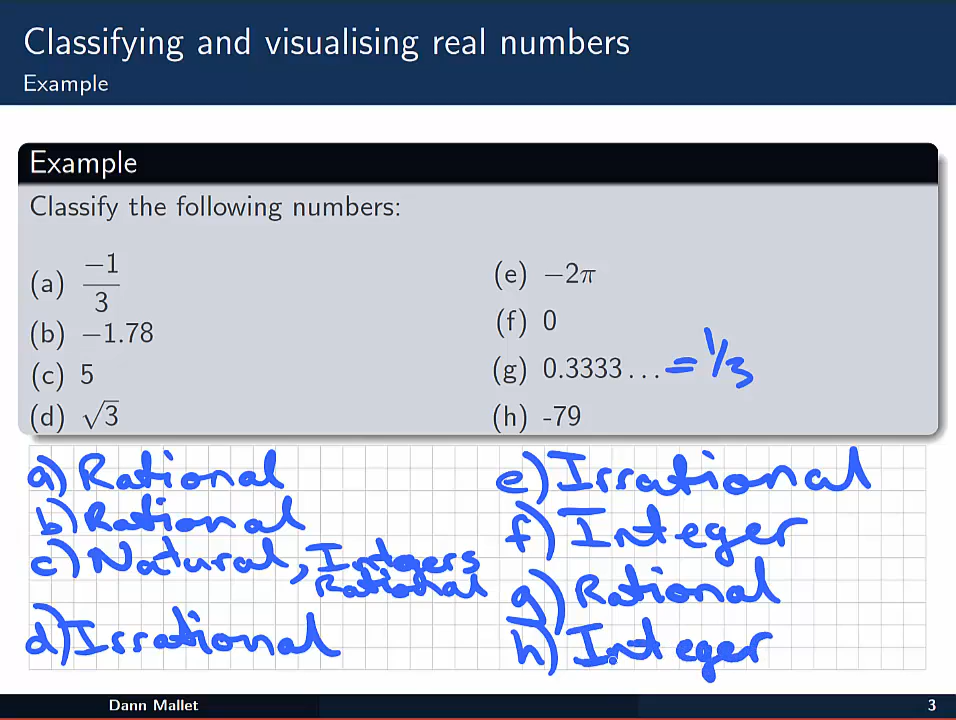 Classifying and visualising real numbers
Example
Example
Classify the following numbers:
(a) −1/3
(b) −1.78
(c) 5
(d) √3
(e) −2π
(f) 0
(g) 0.3333... = 1/3
(h) -79
a) Rational
b) Rational
c) Natural, Integers
Rational
d) Irrational
e) Irrational
f) Integer
g) Rational
h) Integer
Dann Mallet
3